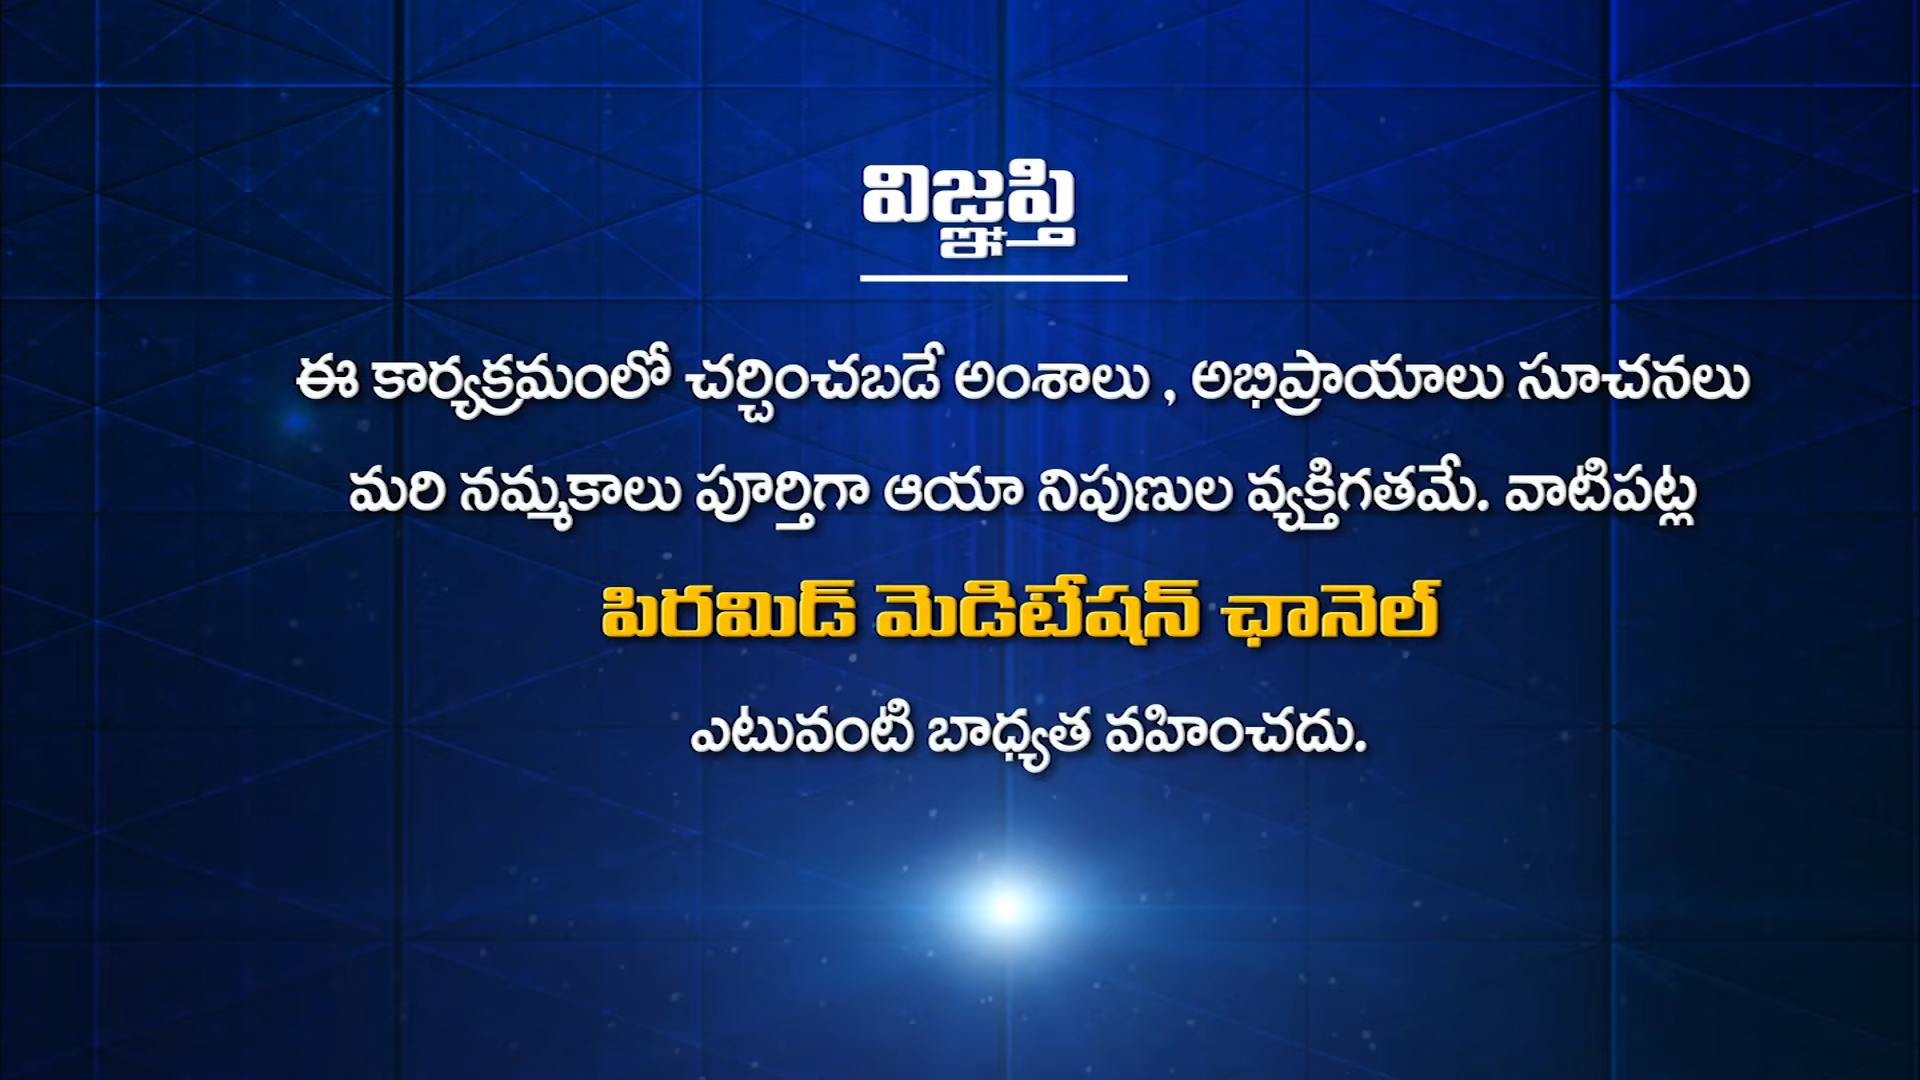 విజ్ఞప్తి
ఈ కార్యక్రమంలో చర్చించబడే అంశాలు , అభిప్రాయాలు సూచనలు
మరి నమ్మకాలు పూర్తిగా ఆయా నిపుణుల వ్యక్తిగతమే. వాటిపట్ల
పిరమిడ్ మెడిటేషన్ ఛానెల్
ఎటువంటి బాధ్యత వహించదు.